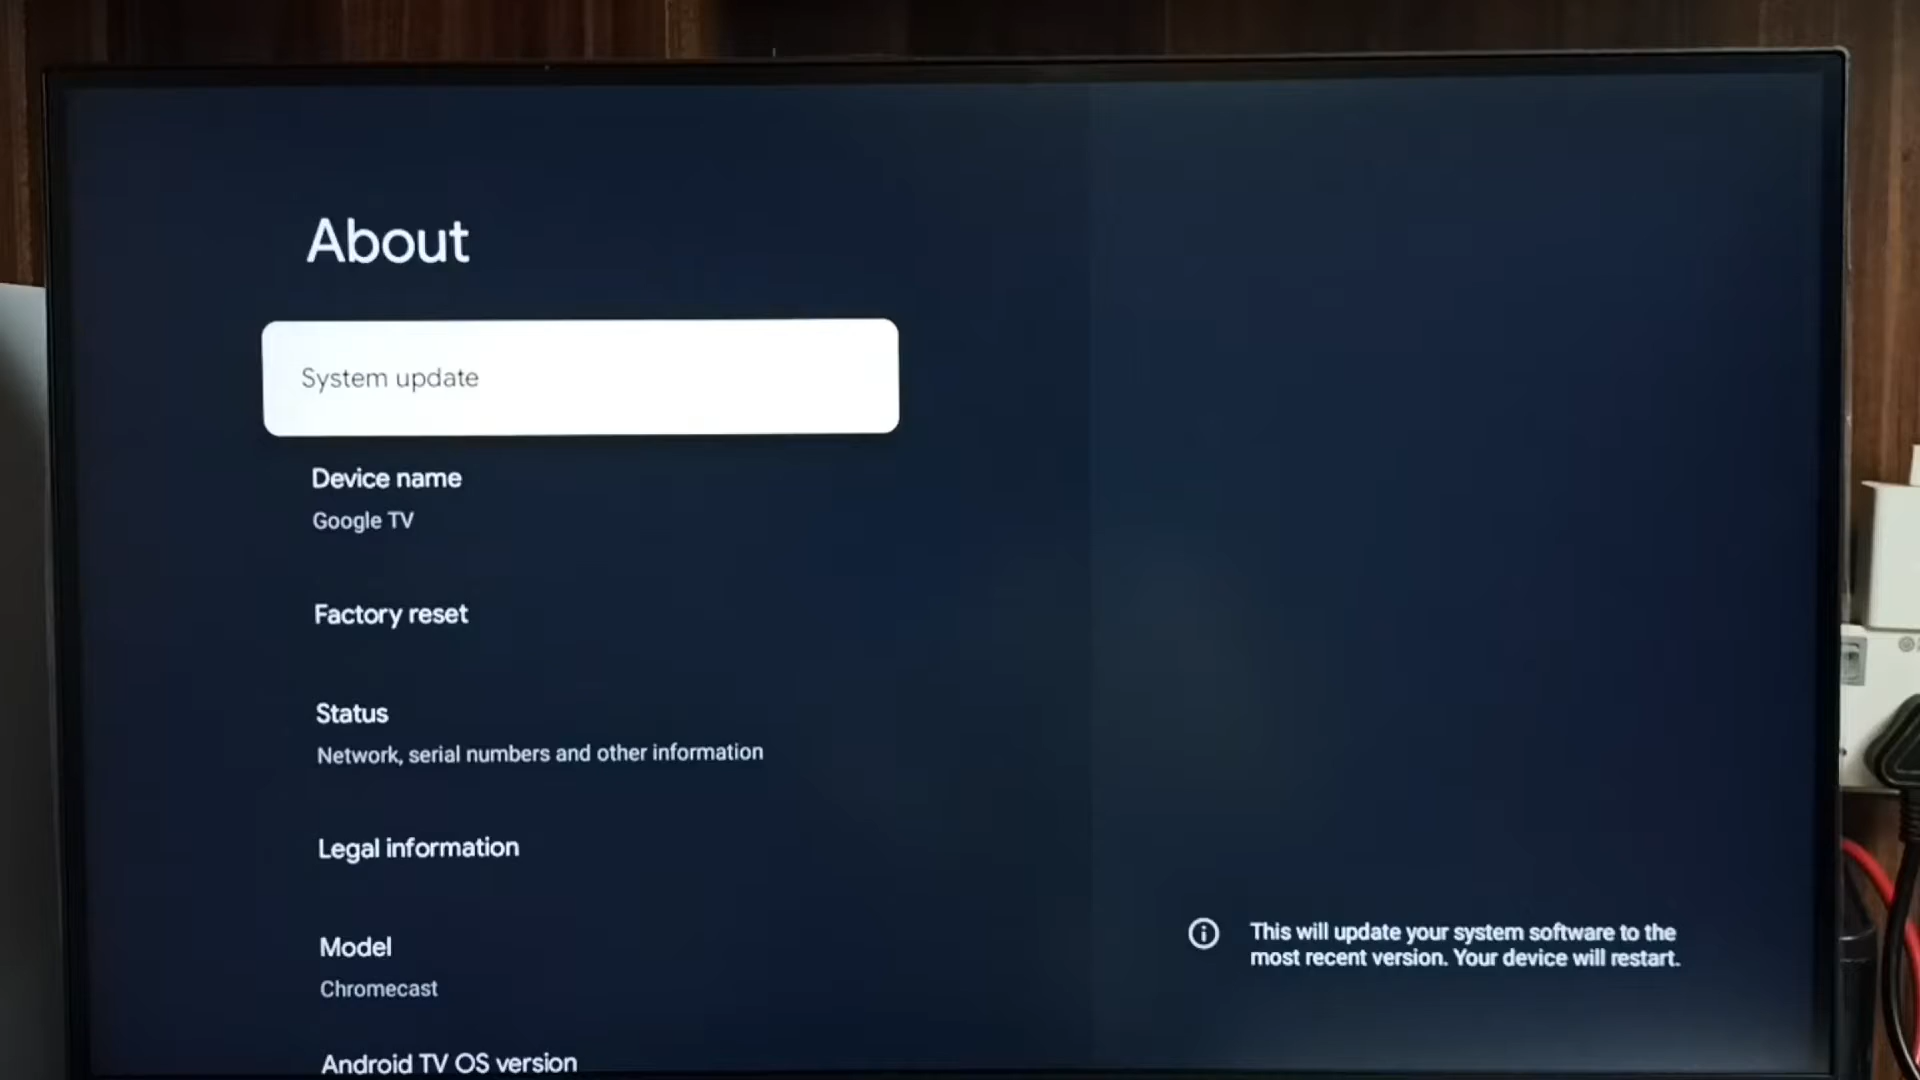 About
System update
Device name
Google TV
Factory reset
Status
Network, serial numbers and other information
Legal information
Model
Chromecast
Android TV OS version
This will update your system software to the
most recent version. Your device will restart.